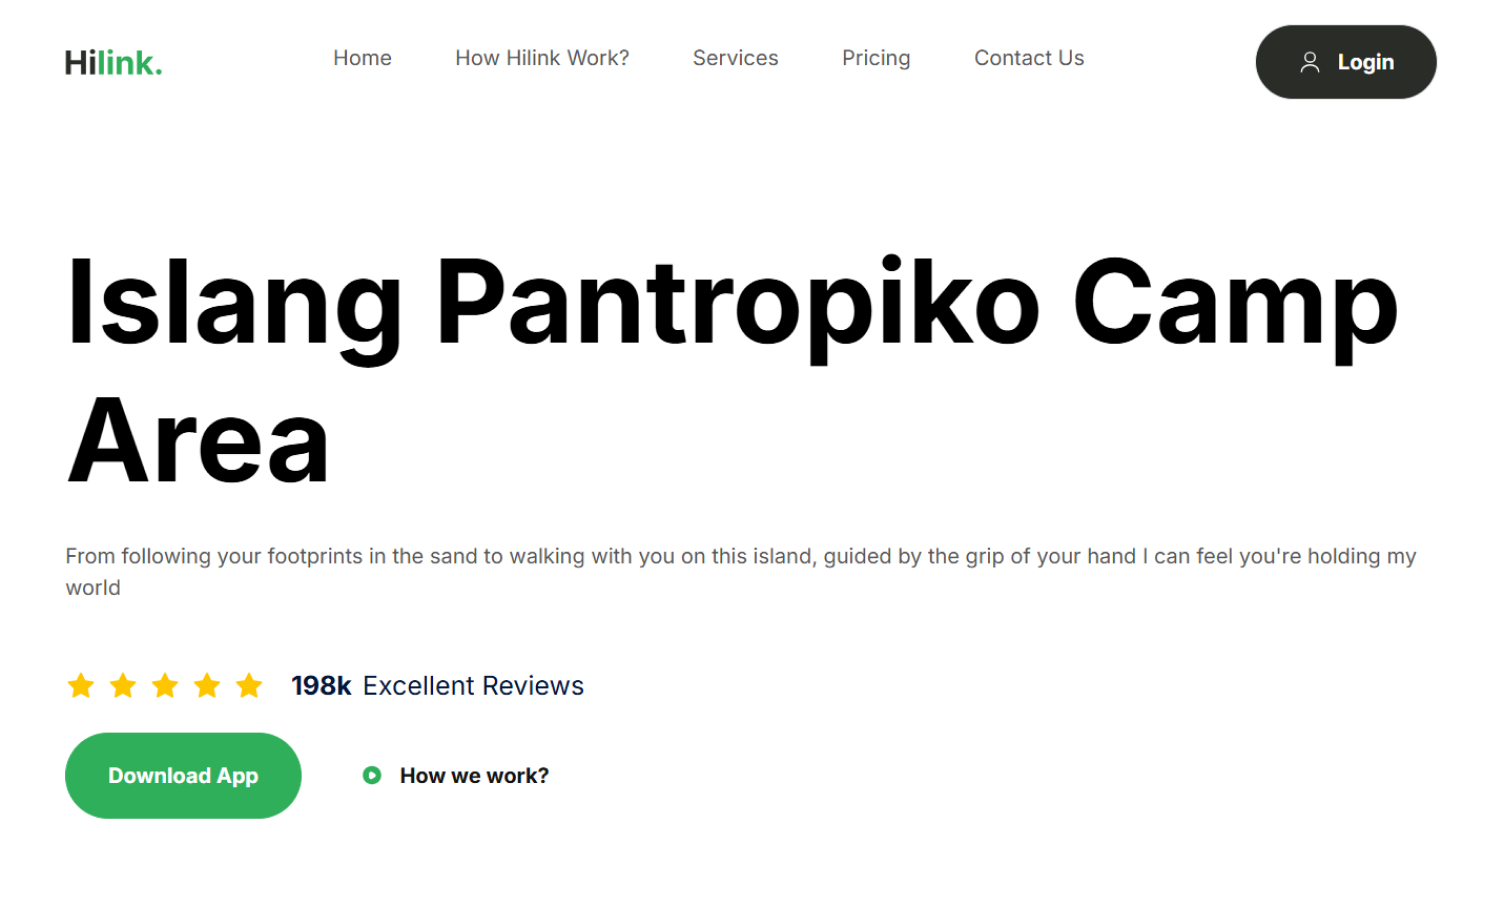 Hilink.
Home
How Hilink Work?
Services
Pricing
Contact Us
Login
Islang Pantropiko Camp
Area
From following your footprints in the sand to walking with you on this island, guided by the grip of your hand I can feel you're holding my
world
198k Excellent Reviews
Download App
How we work?